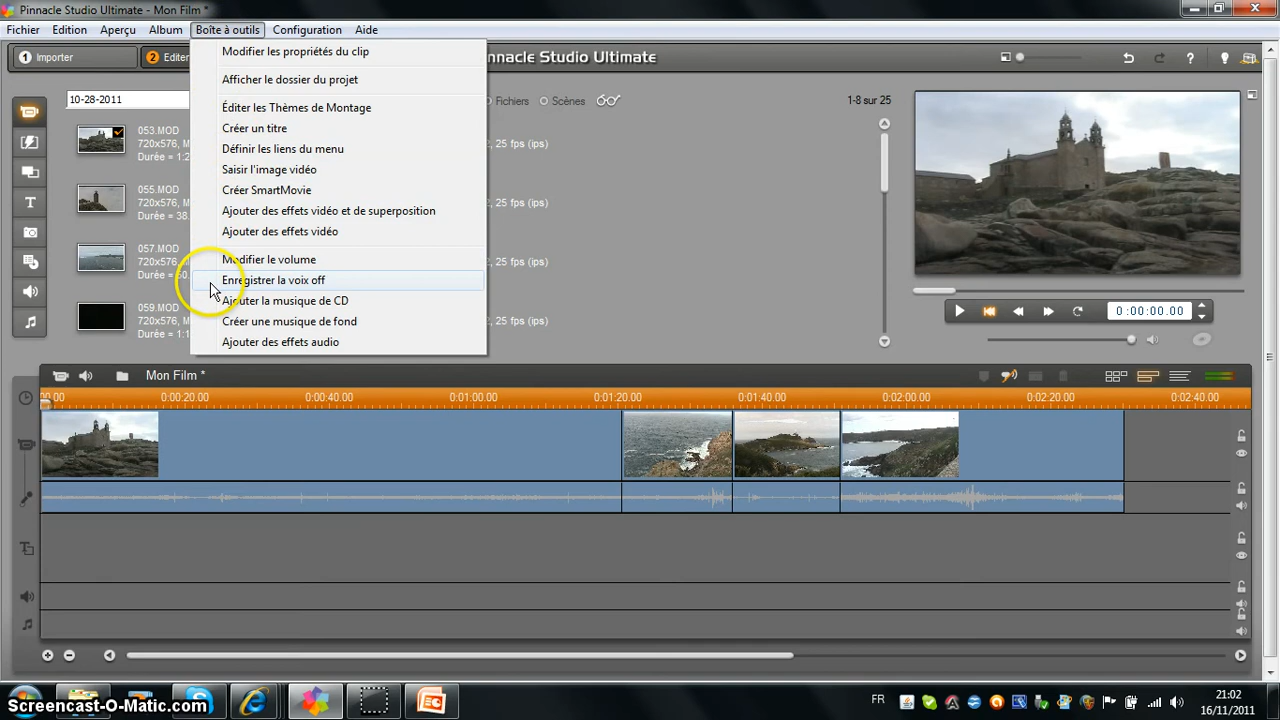 Pinnacle Studio Ultimate - Mon Film *
Fichier Edition Aperçu Album Boîte à outils Configuration Aide
1 Importer
2 Editer
nnacle Studio Ultimate
Modifier les propriétés du clip
Afficher le dossier du projet
Éditer les Thèmes de Montage
Créer un titre
Définir les liens du menu
Saisir l'image vidéo
Créer SmartMovie
Ajouter des effets vidéo et de superposition
Ajouter des effets vidéo
Modifier le volume
Enregistrer la voix off
Ajouter la musique de CD
Créer une musique de fond
Ajouter des effets audio
10-28-2011
Fichiers Scènes
1-8 sur 25
053.MOD
720x576, M , 25 fps (ips)
Durée = 1:2
055.MOD
720x576, M , 25 fps (ips)
Durée = 38.
057.MOD
720x576, M , 25 fps (ips)
Durée = 50.
059.MOD
720x576, M , 25 fps (ips)
Durée = 1:1
0:00:00.00
Mon Film *
00.00 0:00:20.00 0:00:40.00 0:01:00.00 0:01:20.00 0:01:40.00 0:02:00.00 0:02:20.00 0:02:40.00
Screencast-O-Matic.com
FR
21:02
16/11/2011